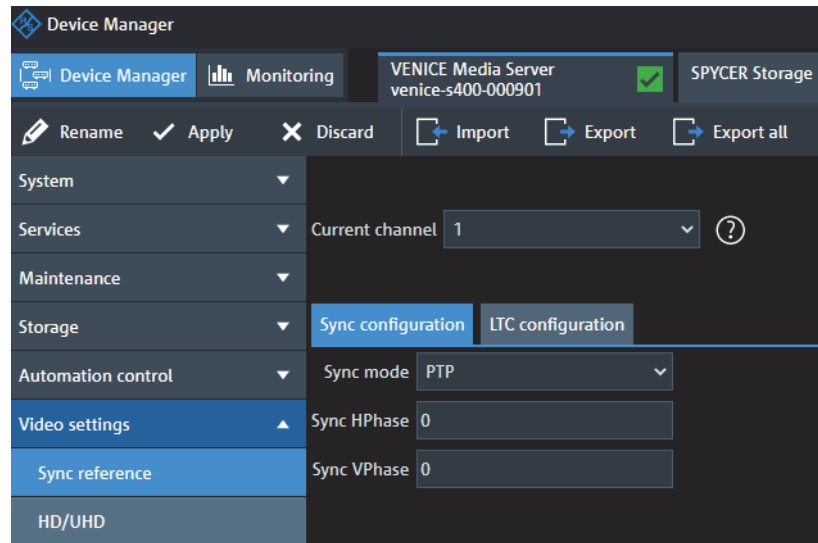 Device Manager
Device Manager Monitoring VENICE Media Server SPYCER Storage
venice-s400-000901
Rename Apply Discard Import Export Export all
System
Services
Current channel 1 ?
Maintenance
Storage
Sync configuration LTC configuration
Automation control
Sync mode PTP
Video settings
Sync HPhase 0
Sync reference
Sync VPhase 0
HD/UHD